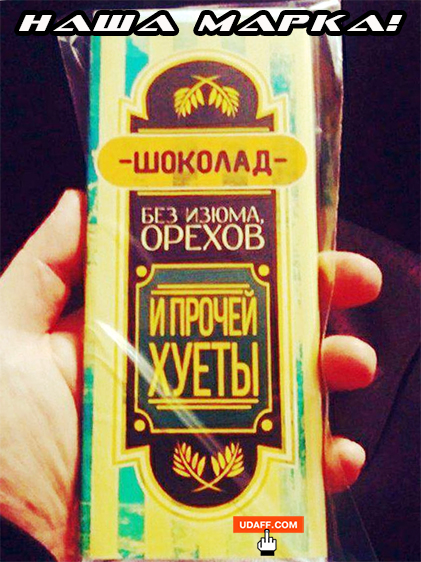 НАША МАРКА!
-ШОКОЛАД-
БЕЗ ИЗЮМА,
ОРЕХОВ
И ПРОЧЕЙ
ХУЕТЫ
UDAFF.COM